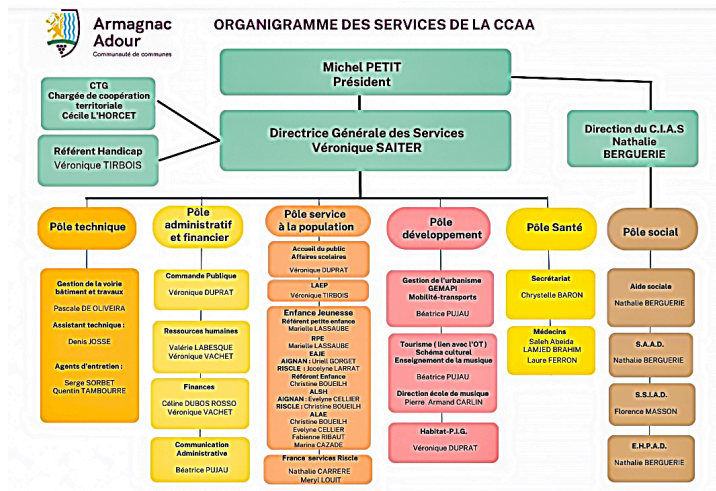 Armagnac
Adour
Communauté de communes
ORGANIGRAMME DES SERVICES DE LA CCAA
Michel PETIT
Président
CTG
Chargée de coopération
territoriale
Cécile L'HORCET
Référent Handicap
Véronique TIRBOIS
Directrice Générale des Services
Véronique SAITER
Direction du C.I.A.S
Nathalie
BERGUERIE
Pôle technique
Gestion de la voirie
bâtiment et travaux
Pascale DE OLIVEIRA
Assistant technique :
Denis JOSSE
Agents d'entretien :
Serge SORBET
Quentin TAMBOURRE
Pôle
administratif
et financier
Commande Publique
Véronique DUPRAT
Ressources humaines
Valérie LABESQUE
Véronique VACHET
Finances
Céline DUBOS ROSSO
Véronique VACHET
Communication
Administrative
Béatrice PUJAU
Pôle service
à la population
Accueil du public
Affaires scolaires
Véronique DUPRAT
LAEP
Véronique TIRBOIS
Enfance Jeunesse
Référent petite enfance
Marielle LASSAUBE
RPE
Marielle LASSAUBE
EAJE
AIGNAN : Uriell GORGET
RISCLE : Jocelyne LARRAT
Référent Enfance
Christine BOUEILH
ALSH
AIGNAN : Evelyne CELLIER
RISCLE : Christine BOUEILH
ALAE
Christine BOUEILH
Evelyne CELLIER
Fabienne RIBAUT
Marina CAZADE
France services Riscle
Nathalie CARRERE
Meryl LOUIT
Pôle
développement
Gestion de l'urbanisme
GEMAPI
Mobilité-transports
Béatrice PUJAU
Tourisme ( lien avec l'OT )
Schéma culturel
Enseignement de la musique
Béatrice PUJAU
Direction école de musique
Pierre Armand CARLIN
Habitat-P.I.G.
Véronique DUPRAT
Pôle Santé
Secrétariat
Chrystelle BARON
Médecins
Saleh Abeida
LAMJED BRAHIM
Laure FERRON
Pôle social
Aide sociale
Nathalie BERGUERIE
S.A.A.D.
Nathalie BERGUERIE
S.S.I.A.D.
Florence MASSON
E.H.P.A.D.
Nathalie BERGUERIE